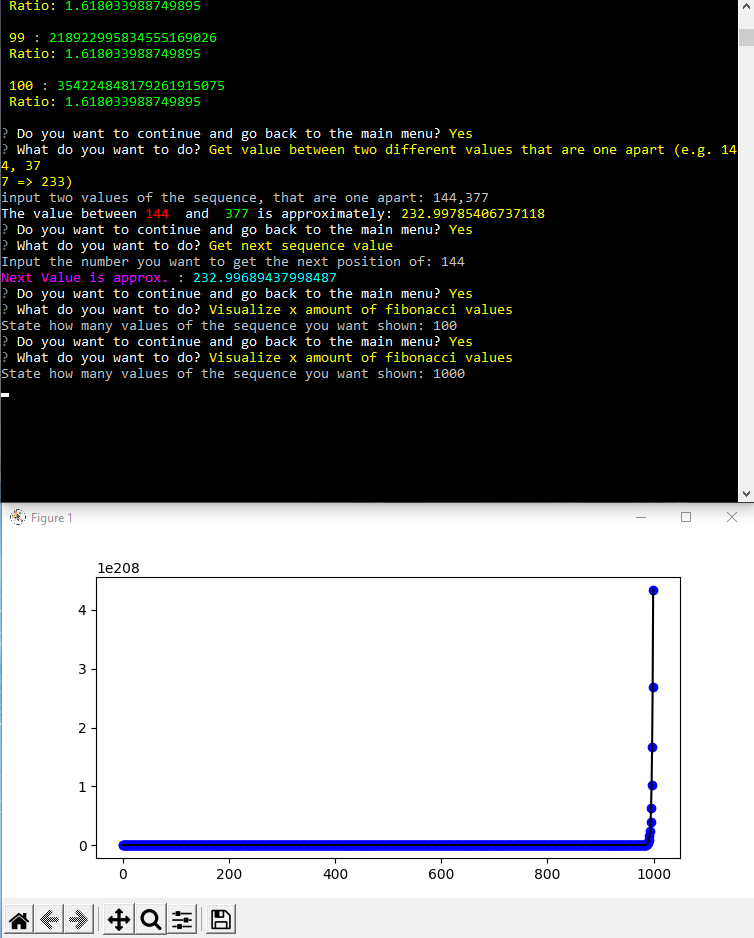 Ratio: 1.618033988749895
99 : 218922995834555169026
Ratio: 1.618033988749895
100 : 354224848179261915075
Ratio: 1.618033988749895
? Do you want to continue and go back to the main menu? Yes
? What do you want to do? Get value between two different values that are one apart (e.g. 14
4, 37
7 => 233)
input two values of the sequence, that are one apart: 144,377
The value between 144  and  377 is approximately: 232.99785406737118
? Do you want to continue and go back to the main menu? Yes
? What do you want to do? Get next sequence value
Input the number you want to get the next position of: 144
Next Value is approx. : 232.99689437998487
? Do you want to continue and go back to the main menu? Yes
? What do you want to do? Visualize x amount of fibonacci values
State how many values of the sequence you want shown: 100
? Do you want to continue and go back to the main menu? Yes
? What do you want to do? Visualize x amount of fibonacci values
State how many values of the sequence you want shown: 1000
Figure 1
1e208
4
3
2
1
0
0 200 400 600 800 1000